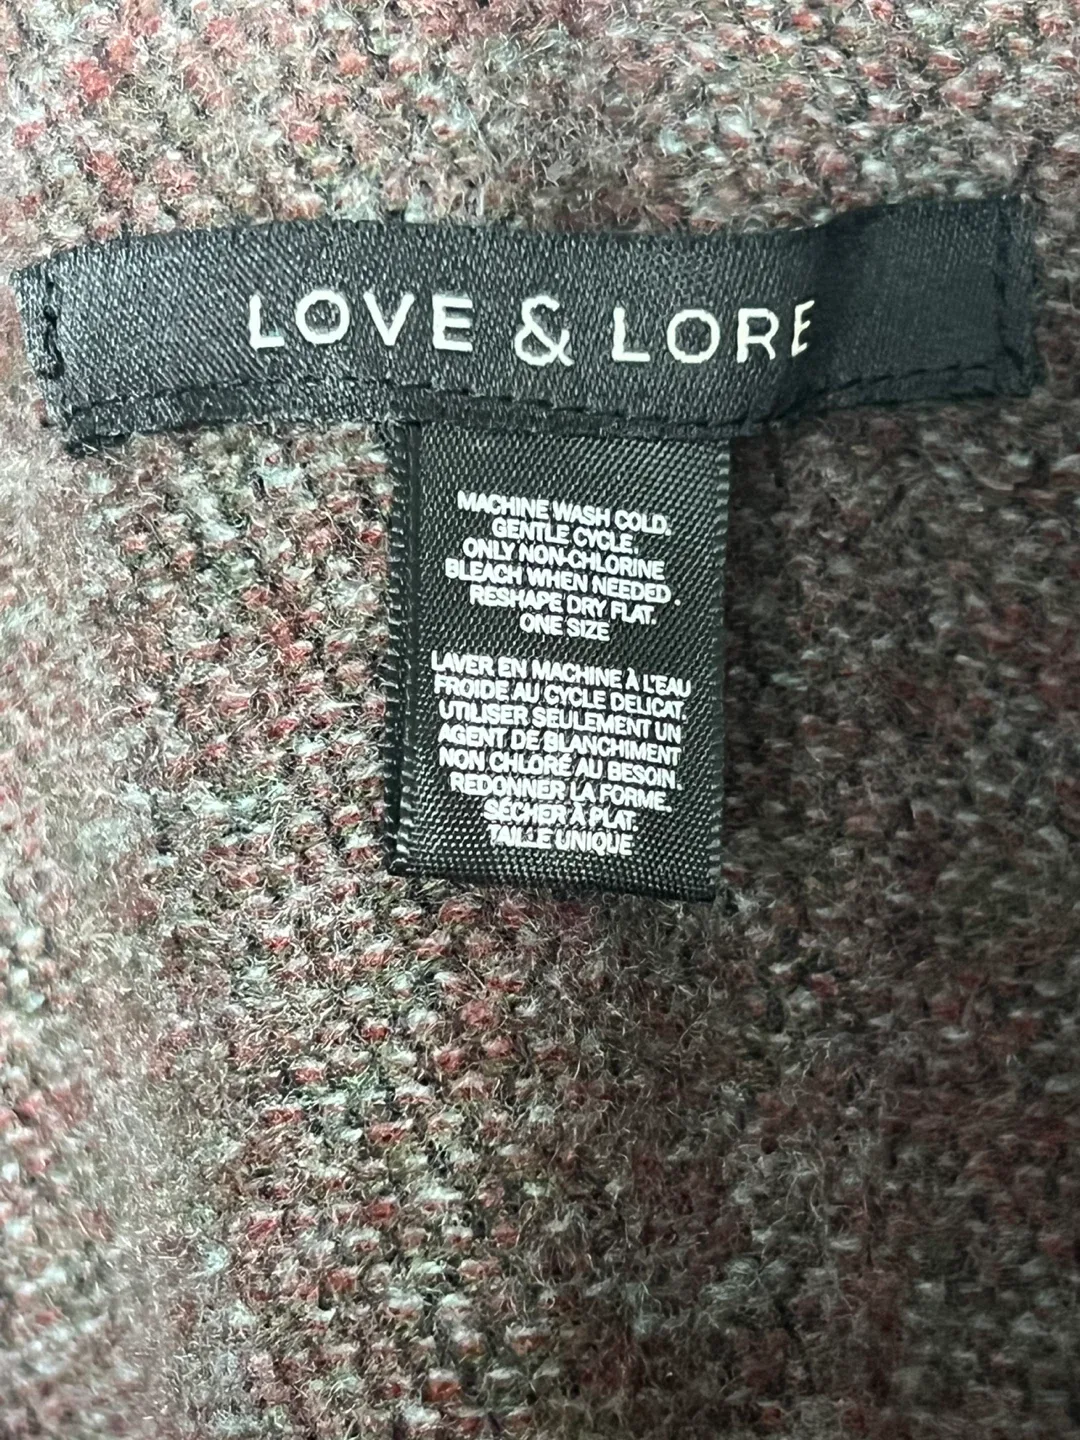 LOVE & LORE
MACHINE WASH COLD.
GENTLE CYCLE.
ONLY NON-CHLORINE
BLEACH WHEN NEEDED.
RESHAPE DRY FLAT.
ONE SIZE
LAVER EN MACHINE À L'EAU
FROIDE AU CYCLE DELICAT.
UTILISER SEULEMENT UN
AGENT DE BLANCHIMENT
NON CHLORÉ AU BESOIN.
REDONNER LA FORME.
SÉCHER À PLAT.
TAILLE UNIQUE